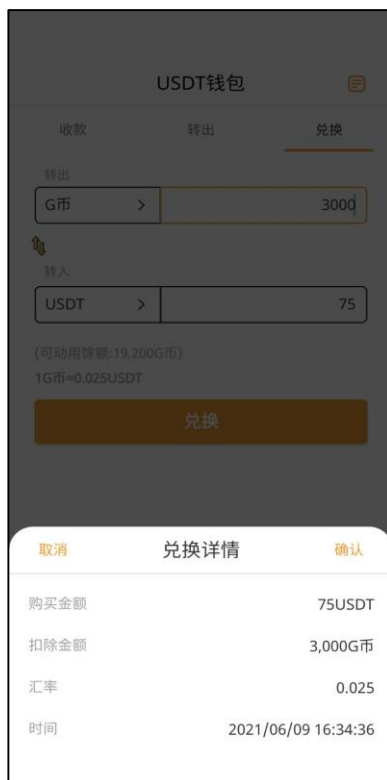 USDT钱包
收款 转出 兑换
转出
G币 > 3000
转入
USDT > 75
(可动用馀额:19,200G币)
1G币≈0.025USDT
兑换
取消 兑换详情 确认
购买金额 75USDT
扣除金额 3,000G币
汇率 0.025
时间 2021/06/09 16:34:36